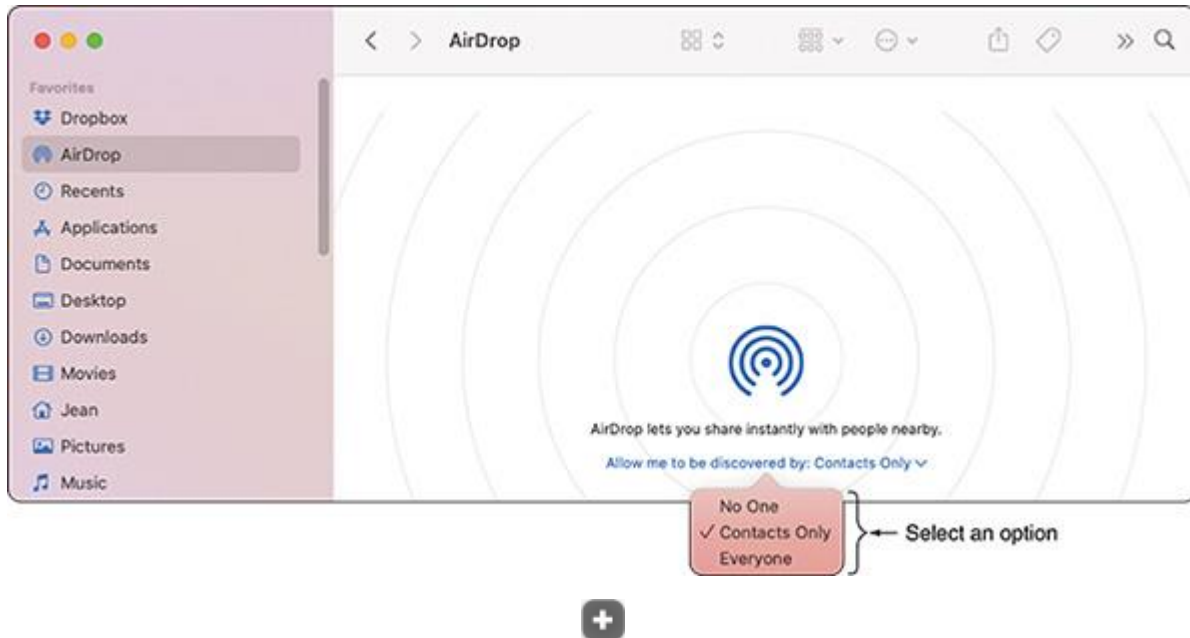 AirDrop
Favorites
Dropbox
AirDrop
Recents
Applications
Documents
Desktop
Downloads
Movies
Jean
Pictures
Music
AirDrop lets you share instantly with people nearby.
Allow me to be discovered by: Contacts Only
No One
✓ Contacts Only
Everyone
Select an option